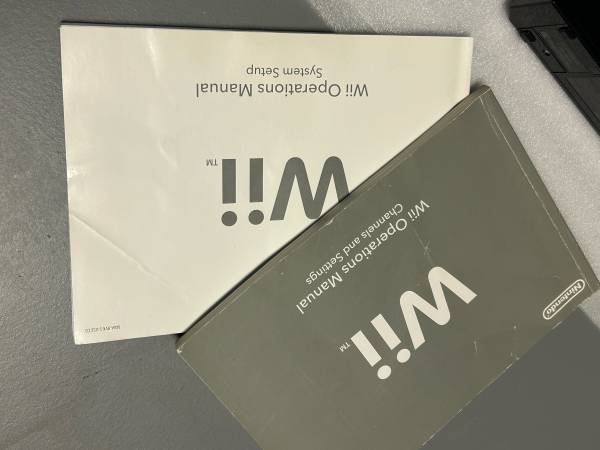 Wii Operations Manual
System Setup
Wii
TM
Wii Operations Manual
Channels and Settings
Wii
TM
Nintendo